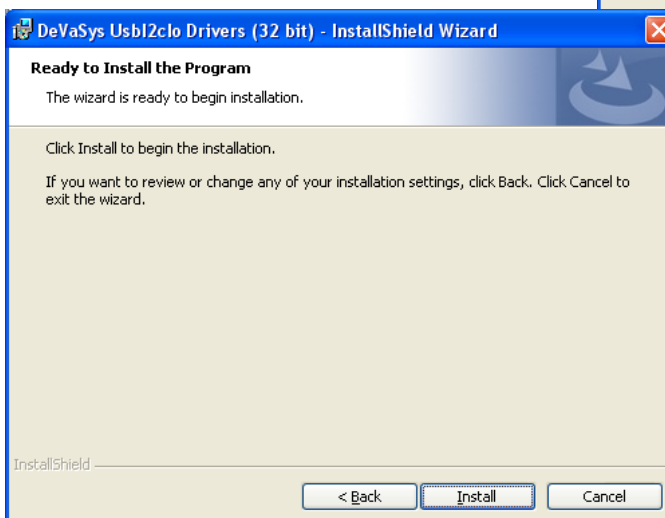 DeVaSys UsbI2cIo Drivers (32 bit) - InstallShield Wizard
Ready to Install the Program
The wizard is ready to begin installation.
Click Install to begin the installation.
If you want to review or change any of your installation settings, click Back. Click Cancel to
exit the wizard.
InstallShield
< Back
Install
Cancel